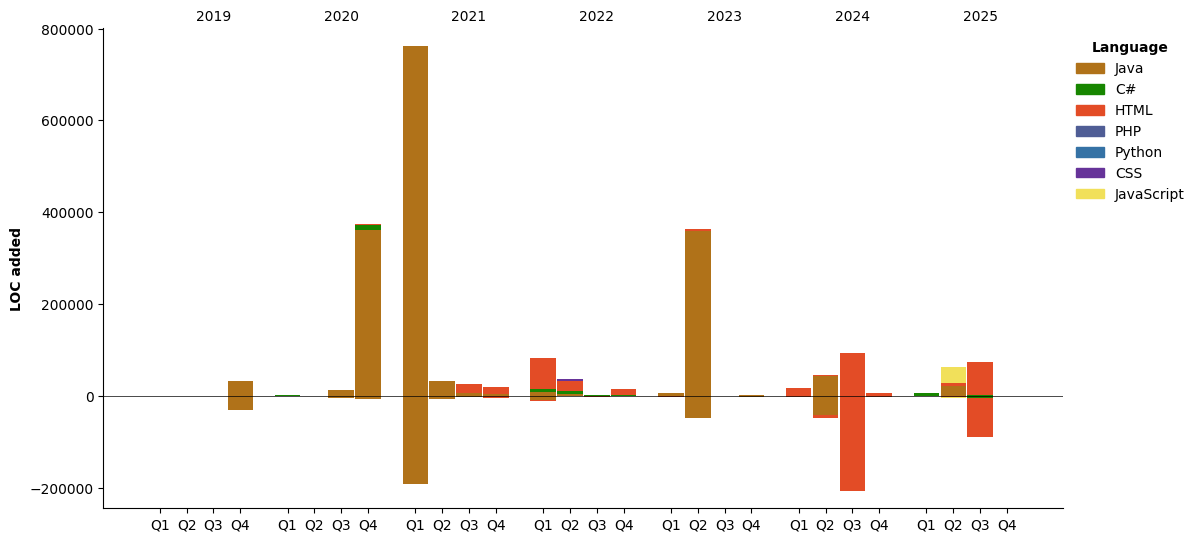 2019 2020 2021 2022 2023 2024 2025
800000
600000
400000
200000
0
−200000
LOC added
Q1 Q2 Q3 Q4 Q1 Q2 Q3 Q4 Q1 Q2 Q3 Q4 Q1 Q2 Q3 Q4 Q1 Q2 Q3 Q4 Q1 Q2 Q3 Q4 Q1 Q2 Q3 Q4
Language
Java
C#
HTML
PHP
Python
CSS
JavaScript